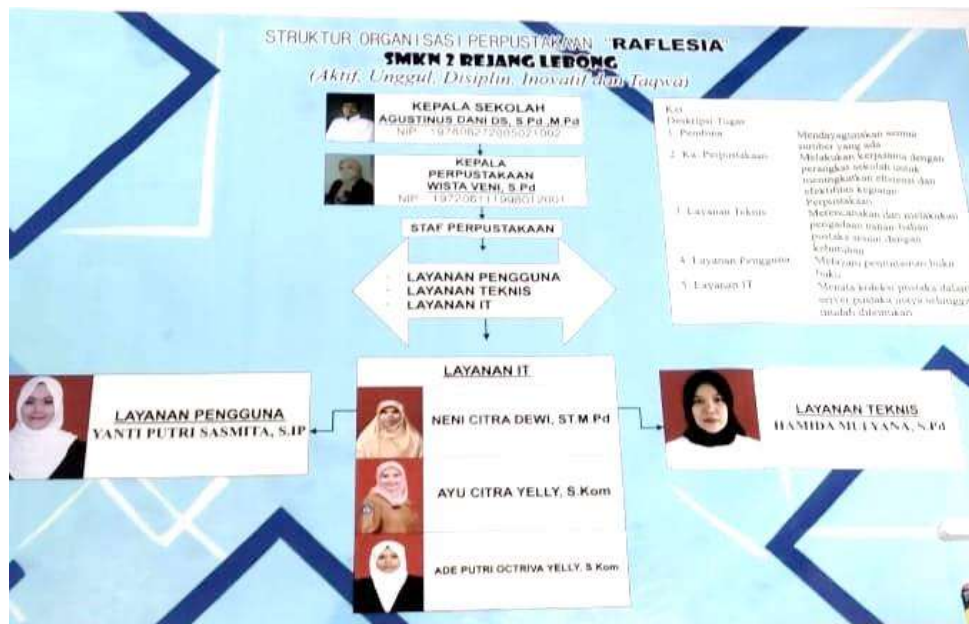 STRUKTUR ORGANISASI PERPUSTAKAAN "RAFLESIA"
SMKN 2 REJANG LEBONG
(Aktif, Unggul, Disiplin, Inovatif dan Taqwa)
KEPALA SEKOLAH
AGUSTINUS DANI DS, S.Pd.,M.Pd
NIP.
KEPALA
PERPUSTAKAAN
WISTA VENI, S.Pd
NIP.
STAF PERPUSTAKAAN
LAYANAN PENGGUNA
LAYANAN TEKNIS
LAYANAN IT
Deskripsi Tugas
1. Pembina
Mendayagunakan semua
sumber yang ada
2. Ka. Perpustakaan
Melakukan kerjasama dengan
perangkat sekolah untuk
meningkatkan efisiensi dan
efektifitas kegiatan
Perpustakaan
3. Layanan Teknis
Merencanakan dan melakukan
pengadaan bahan-bahan
pustaka sesuai dengan
kebutuhan
4. Layanan Pengguna
Melayani peminjaman buku
buku
5. Layanan IT
Menata koleksi pustaka dalam
server pustaka maya sehingga
mudah ditemukan
LAYANAN PENGGUNA
YANTI PUTRI SASMITA, S.IP
LAYANAN IT
NENI CITRA DEWI, ST.M.Pd
AYU CITRA YELLY, S.Kom
ADE PUTRI OCTRIVA YELLY, S Kom
LAYANAN TEKNIS
HAMIDA MULYANA, S.Pd